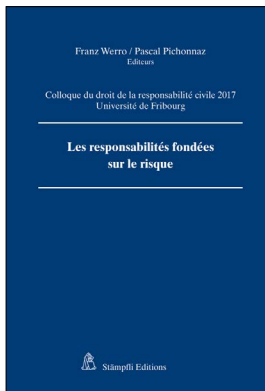 Franz Werro / Pascal Pichonnaz
Editeurs
Colloque du droit de la responsabilité civile 2017
Université de Fribourg
Les responsabilités fondées
sur le risque
Stämpfli Editions